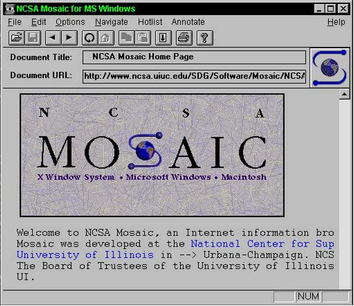 NCSA Mosaic for MS Windows
File Edit Options Navigate Hotlist Annotate Help
Document Title: NCSA Mosaic Home Page
Document URL: http://www.ncsa.uiuc.edu/SDG/Software/Mosaic/NCSA
N C S A
MOSAIC
X Window System • Microsoft Windows • Macintosh
Welcome to NCSA Mosaic, an Internet information bro
Mosaic was developed at the National Center for Sup
University of Illinois in --> Urbana-Champaign. NCS
The Board of Trustees of the University of Illinois
UI.
NUM